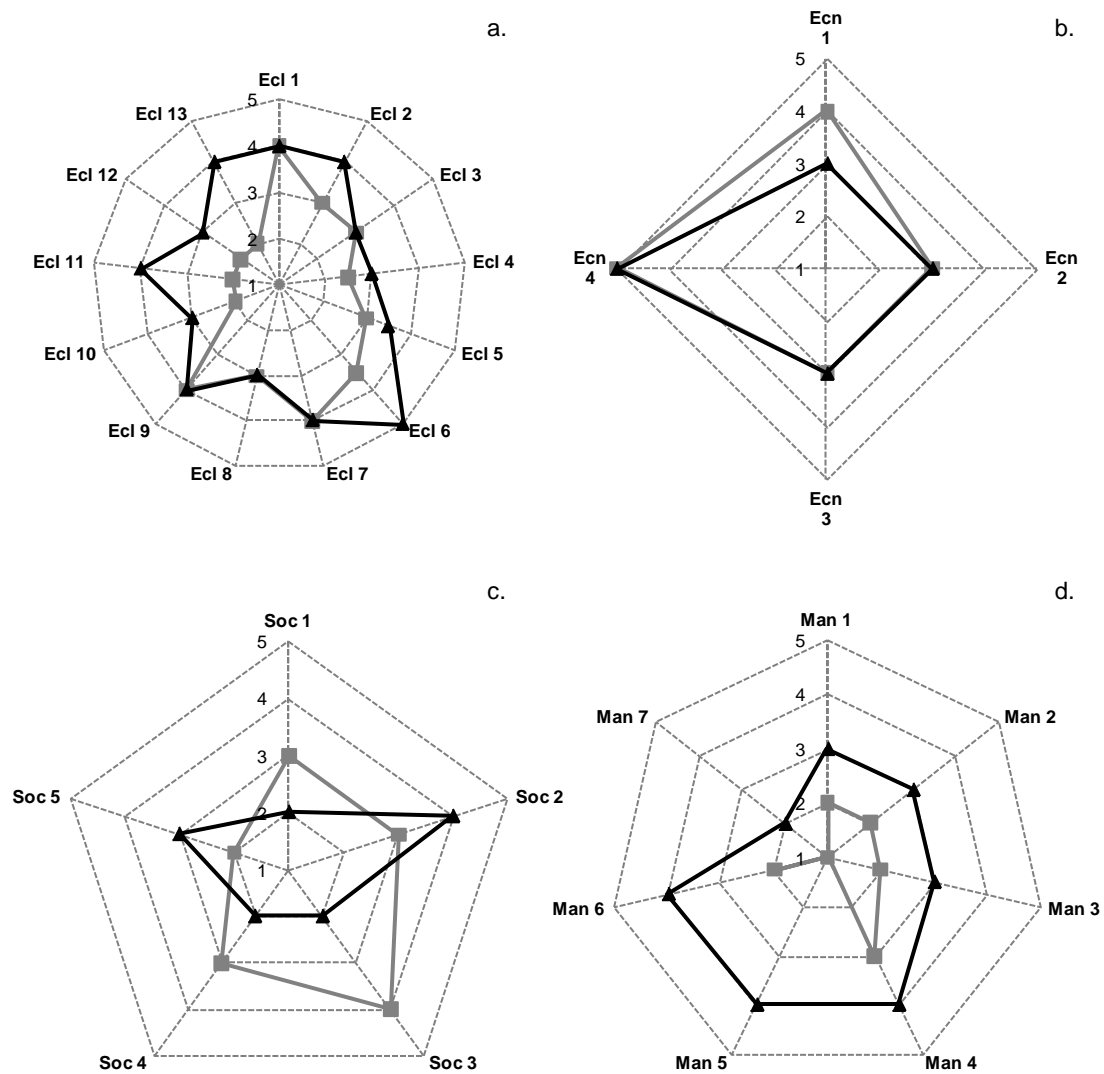 a.
Ecl 1
Ecl 2
Ecl 3
Ecl 4
Ecl 5
Ecl 6
Ecl 7
Ecl 8
Ecl 9
Ecl 10
Ecl 11
Ecl 12
Ecl 13
5
4
3
2
1
b.
Ecn
1
Ecn
2
Ecn
3
Ecn
4
5
4
3
2
1
c.
Soc 1
Soc 2
Soc 3
Soc 4
Soc 5
5
4
3
2
1
d.
Man 1
Man 2
Man 3
Man 4
Man 5
Man 6
Man 7
5
4
3
2
1